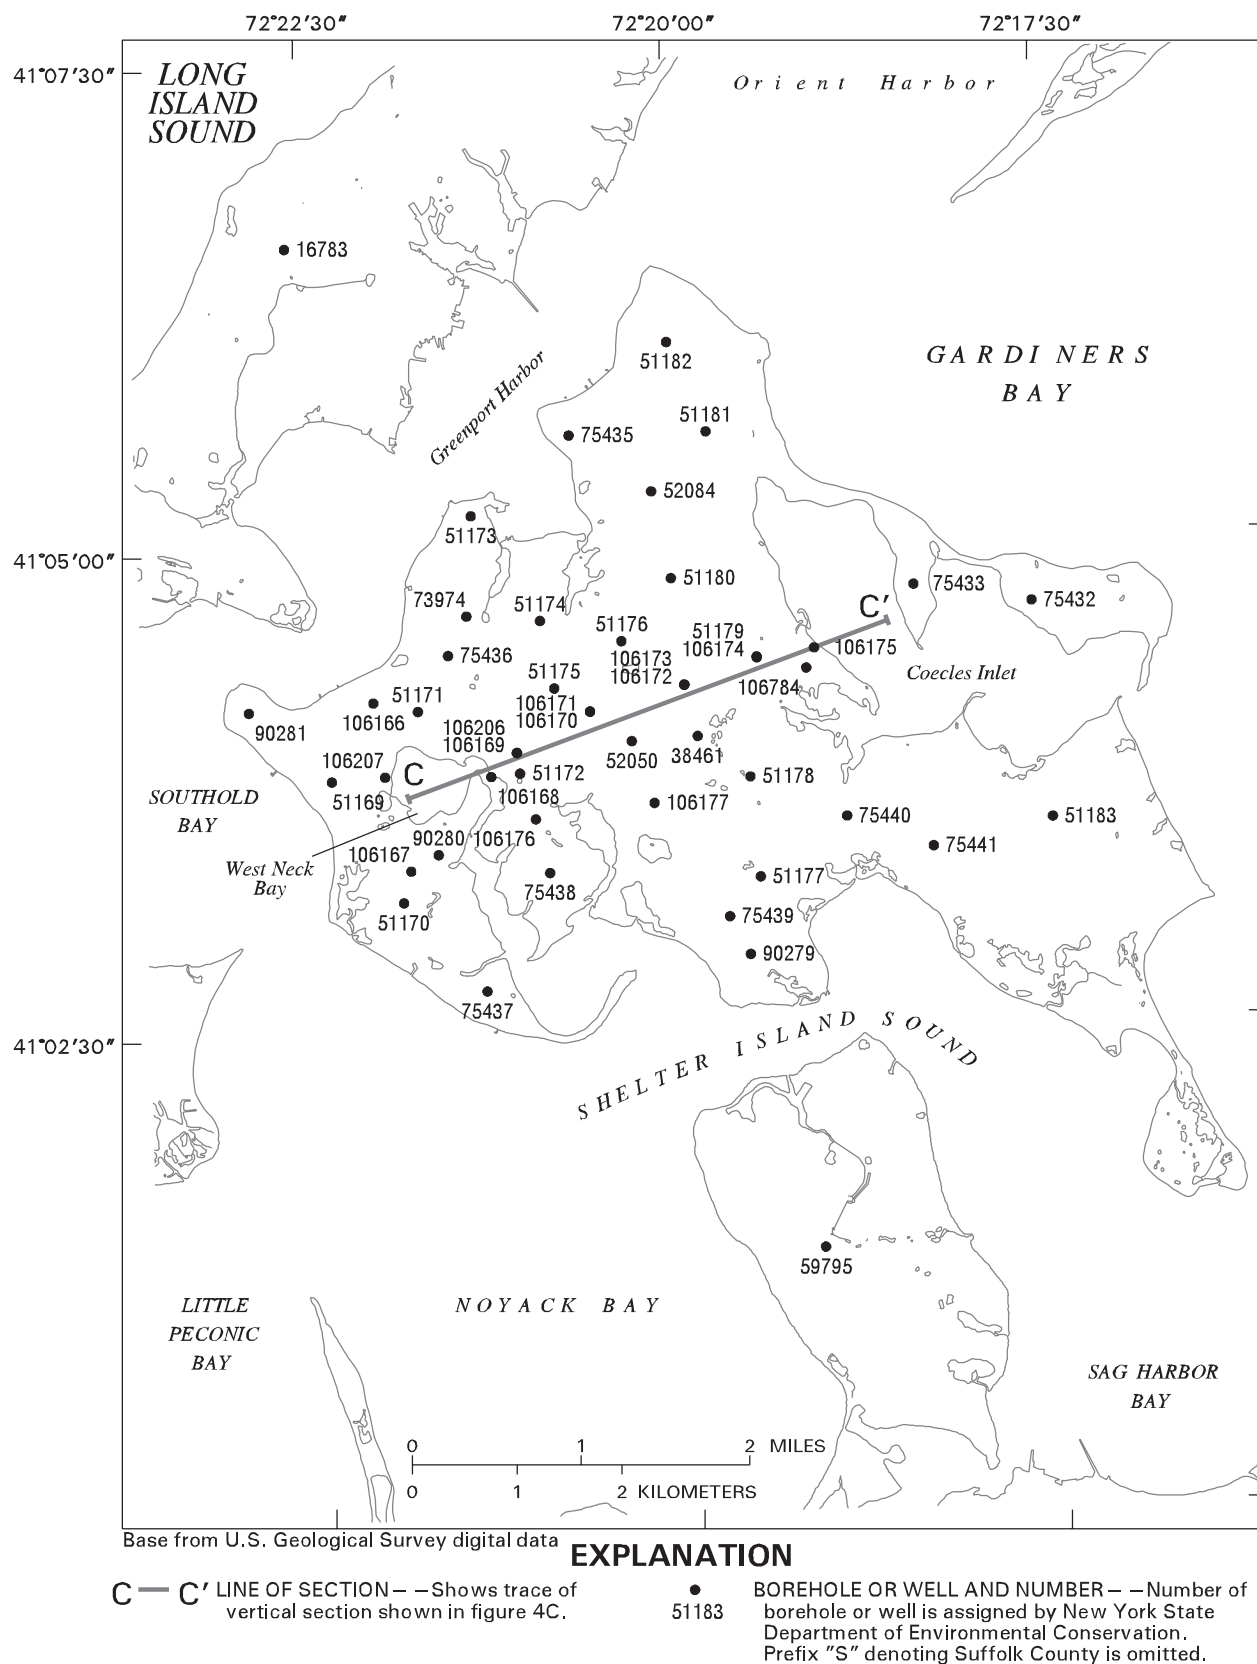 72°22′30″
72°20′00″
72°17′30″
41°07′30″
LONG
ISLAND
SOUND
Orient Harbor
16783
GARDINERS
BAY
51182
Greenport Harbor
51181
75435
52084
51173
41°05′00″
51180
75433
75432
73974
51174
C′
51176
51179
106174
106175
106173
106172
75436
51175
106784
Coecles Inlet
51171
106171
106170
106166
90281
106206
106169
52050
38461
106207
C
51172
51178
51169
106168
106177
SOUTHOLD
BAY
75440
51183
90280
106176
75441
106167
West Neck
Bay
75438
51177
51170
75439
90279
75437
41°02′30″
SHELTER ISLAND SOUND
59795
LITTLE
PECONIC
BAY
NOYACK BAY
SAG HARBOR
BAY
0 1 2 MILES
0 1 2 KILOMETERS
Base from U.S. Geological Survey digital data
EXPLANATION
C — C′ LINE OF SECTION— —Shows trace of
vertical section shown in figure 4C.
51183
BOREHOLE OR WELL AND NUMBER— —Number of
borehole or well is assigned by New York State
Department of Environmental Conservation.
Prefix ″S″ denoting Suffolk County is omitted.